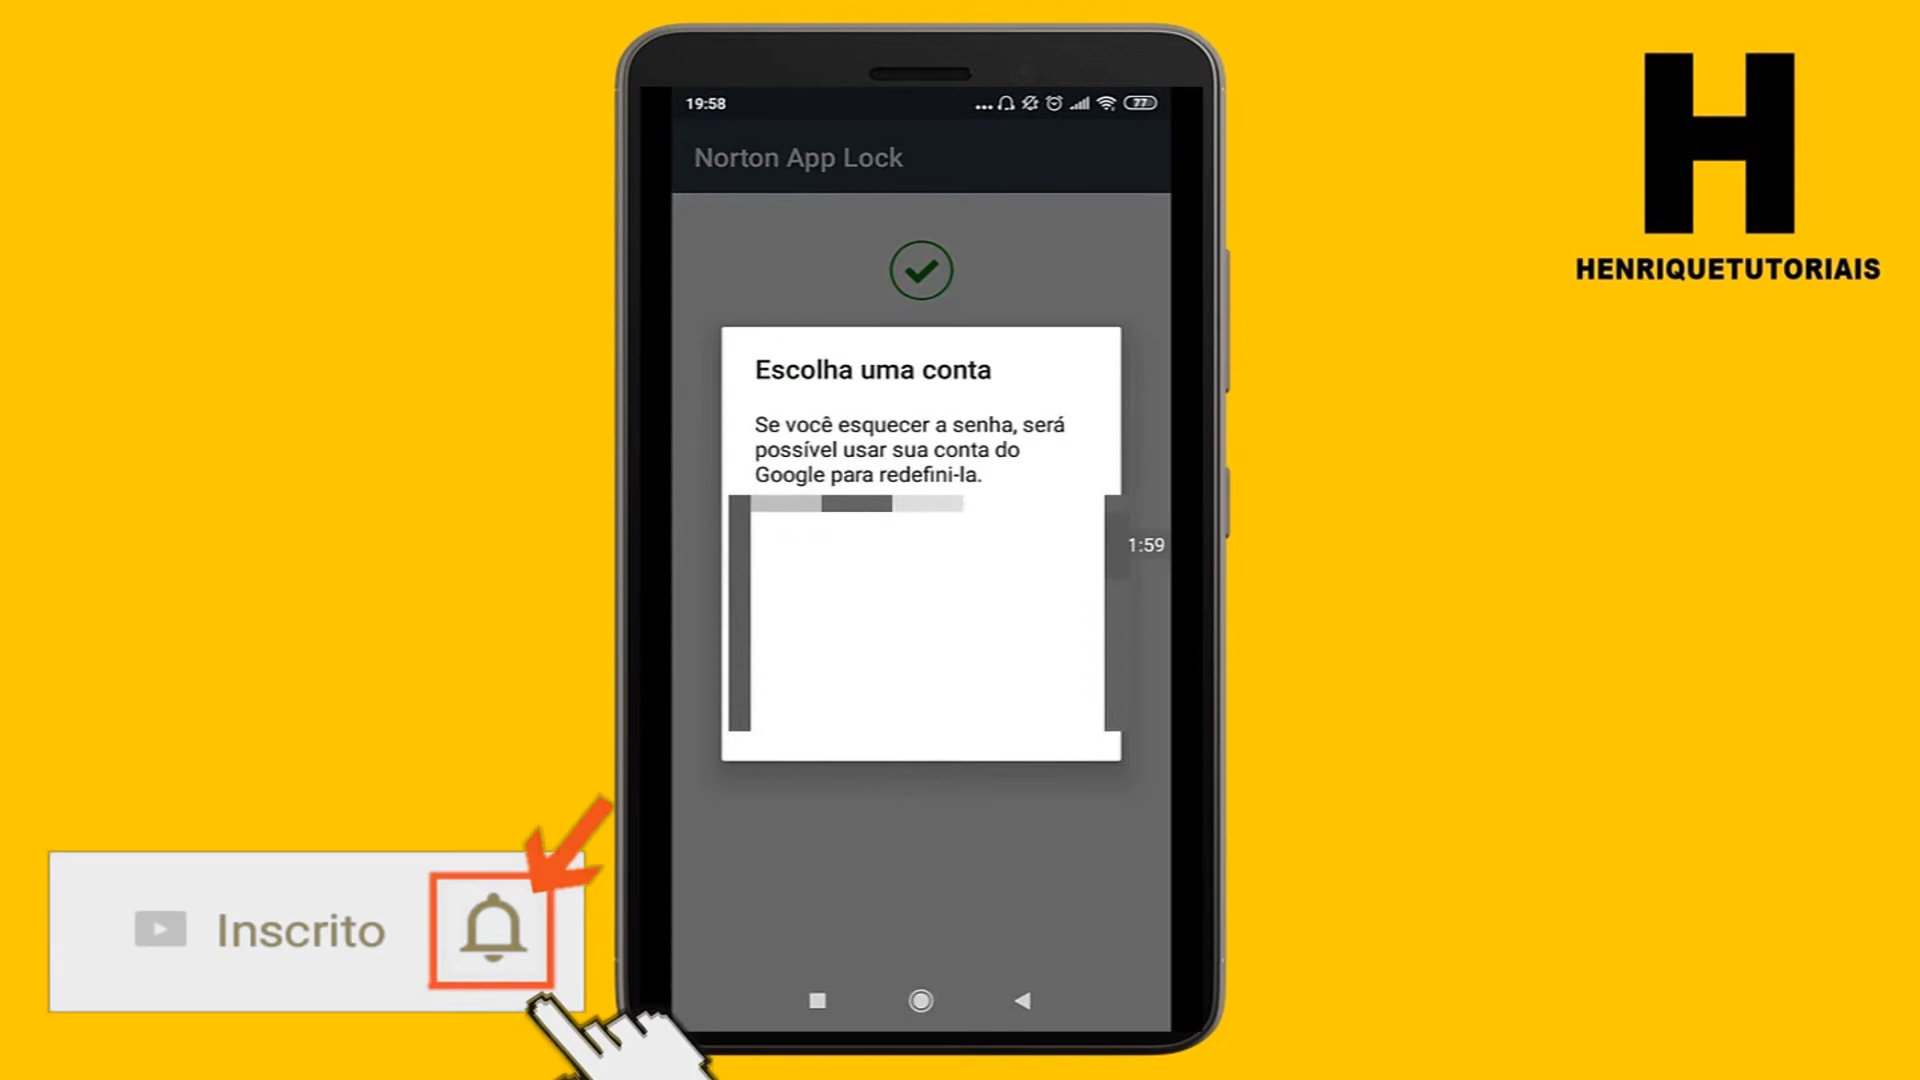 19:58
77
Norton App Lock
Escolha uma conta
Se você esquecer a senha, será
possível usar sua conta do
Google para redefini-la.
1:59
H
HENRIQUETUTORIAIS
Inscrito